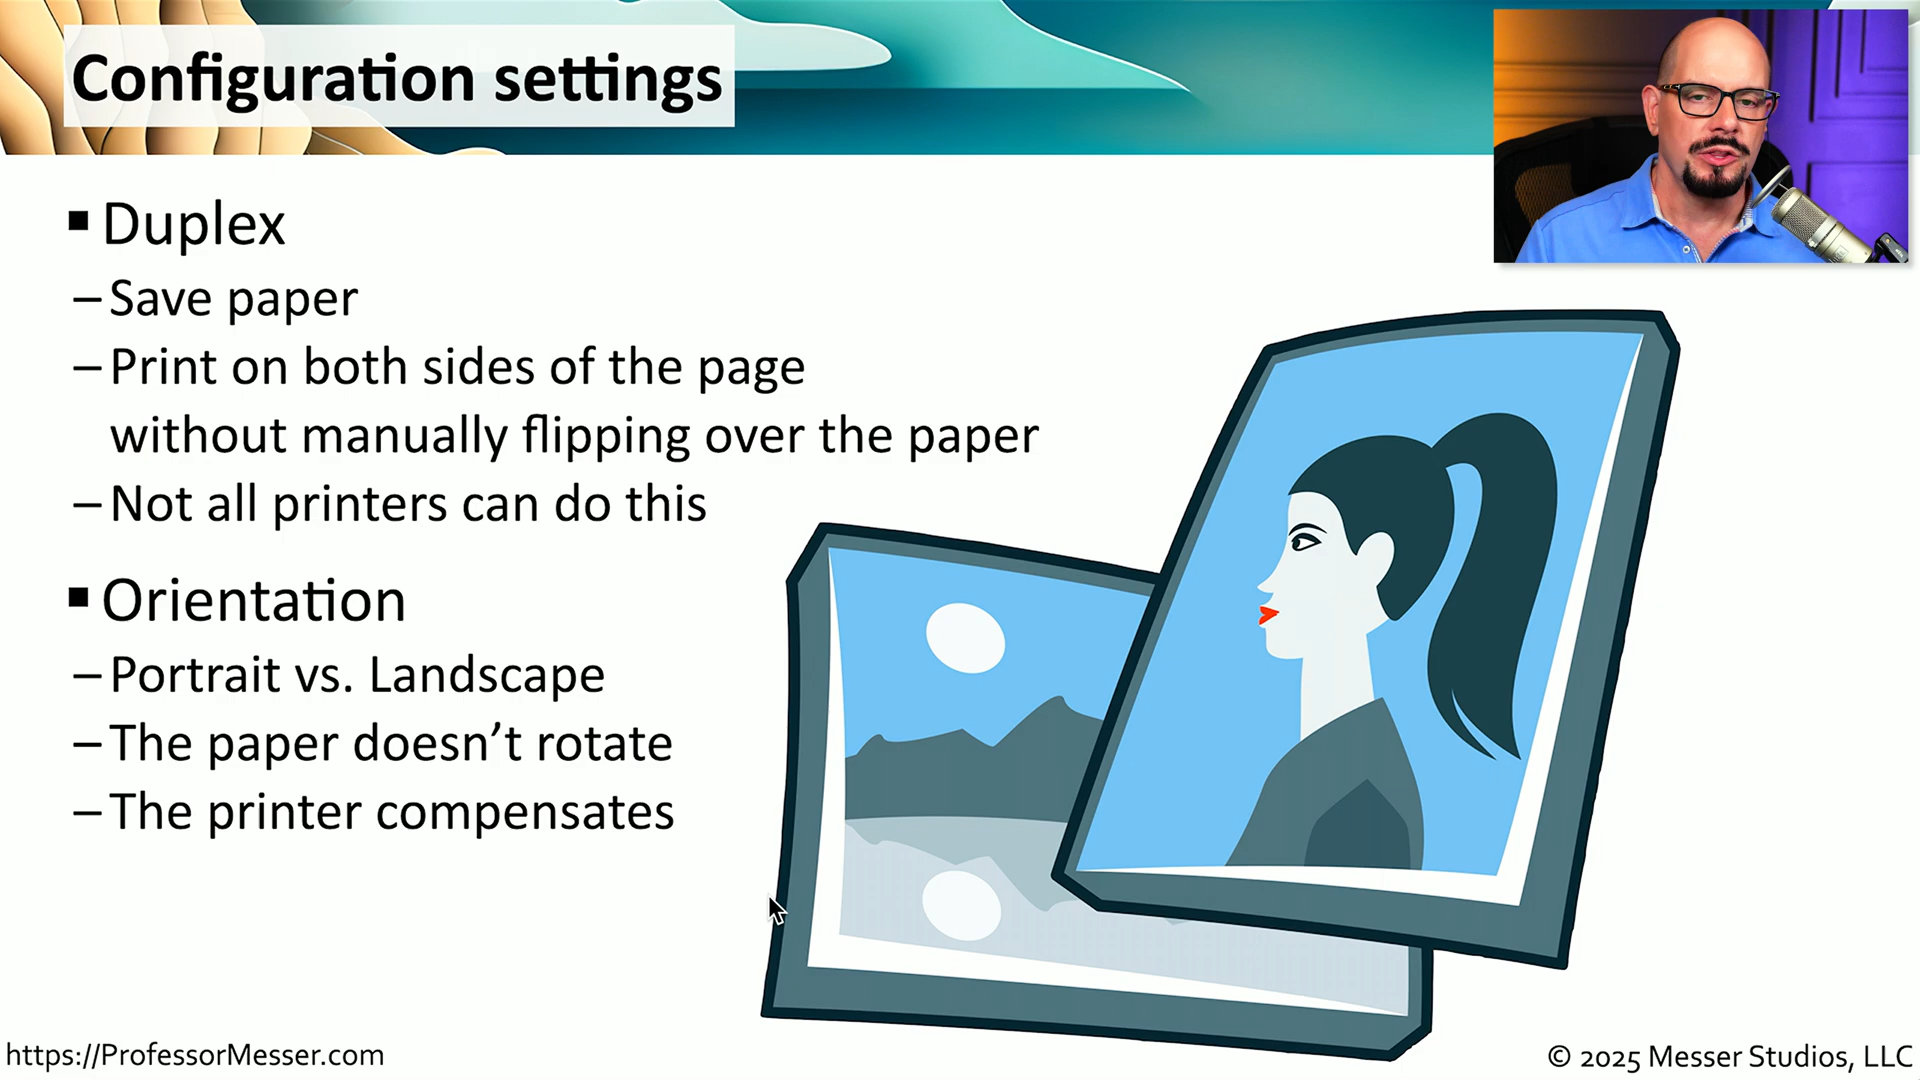 Configuration settings
▪ Duplex
– Save paper
– Print on both sides of the page
without manually flipping over the paper
– Not all printers can do this
▪ Orientation
– Portrait vs. Landscape
– The paper doesn’t rotate
– The printer compensates
https://ProfessorMesser.com
© 2025 Messer Studios, LLC